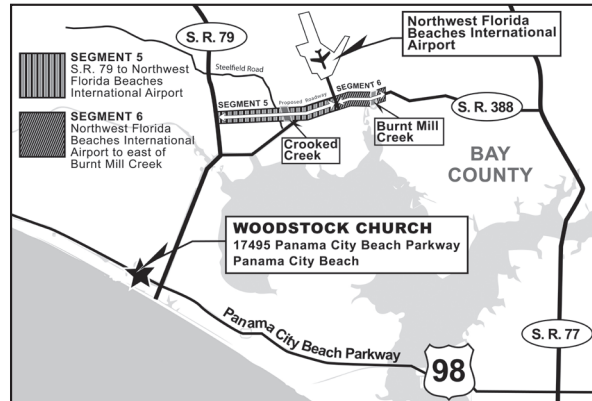 SEGMENT 5
S.R. 79 to Northwest
Florida Beaches
International Airport
SEGMENT 6
Northwest Florida
Beaches International
Airport to east of
Burnt Mill Creek
S. R. 79
Steelfield Road
Northwest Florida
Beaches International
Airport
SEGMENT 5
Proposed Roadway
SEGMENT 6
S. R. 388
Crooked
Creek
Burnt Mill
Creek
BAY
COUNTY
WOODSTOCK CHURCH
17495 Panama City Beach Parkway
Panama City Beach
Panama City Beach Parkway
98
S. R. 77